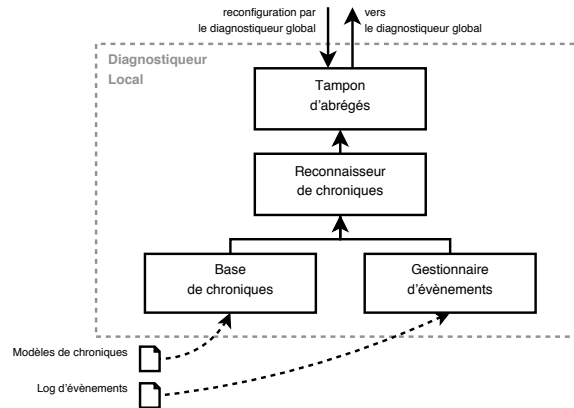 reconfiguration par
le diagnostiqueur global
vers
le diagnostiqueur global
Diagnostiqueur
Local
Tampon
d'abrégés
Reconnaisseur
de chroniques
Base
de chroniques
Gestionnaire
d'évènements
Modèles de chroniques
Log d'évènements